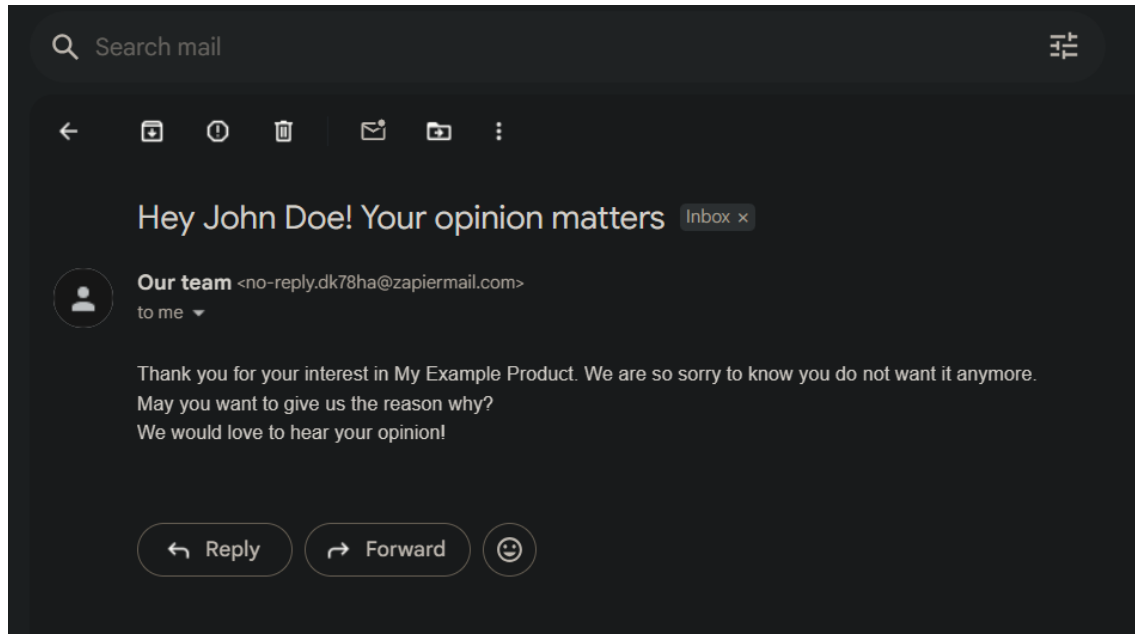 Search mail
Hey John Doe! Your opinion matters Inbox ×
Our team <no-reply.dk78ha@zapiermail.com>
to me
Thank you for your interest in My Example Product. We are so sorry to know you do not want it anymore.
May you want to give us the reason why?
We would love to hear your opinion!
Reply Forward